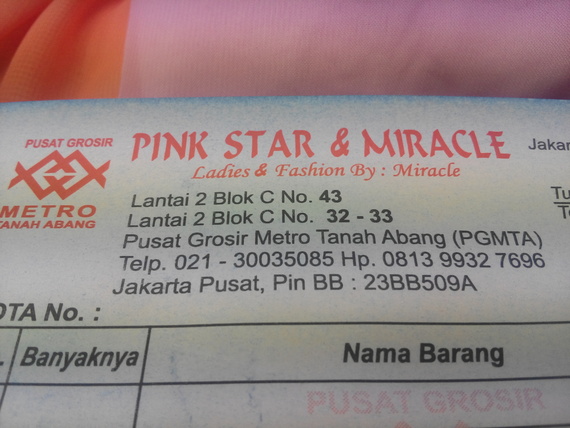 PUSAT GROSIR
METRO
TANAH ABANG
PINK STAR & MIRACLE
Ladies & Fashion By : Miracle
Lantai 2 Blok C No. 43
Lantai 2 Blok C No. 32 - 33
Pusat Grosir Metro Tanah Abang (PGMTA)
Telp. 021 - 30035085 Hp. 0813 9932 7696
Jakarta Pusat, Pin BB : 23BB509A
OTA No. :
Banyaknya
Nama Barang
PUSAT GROSIR